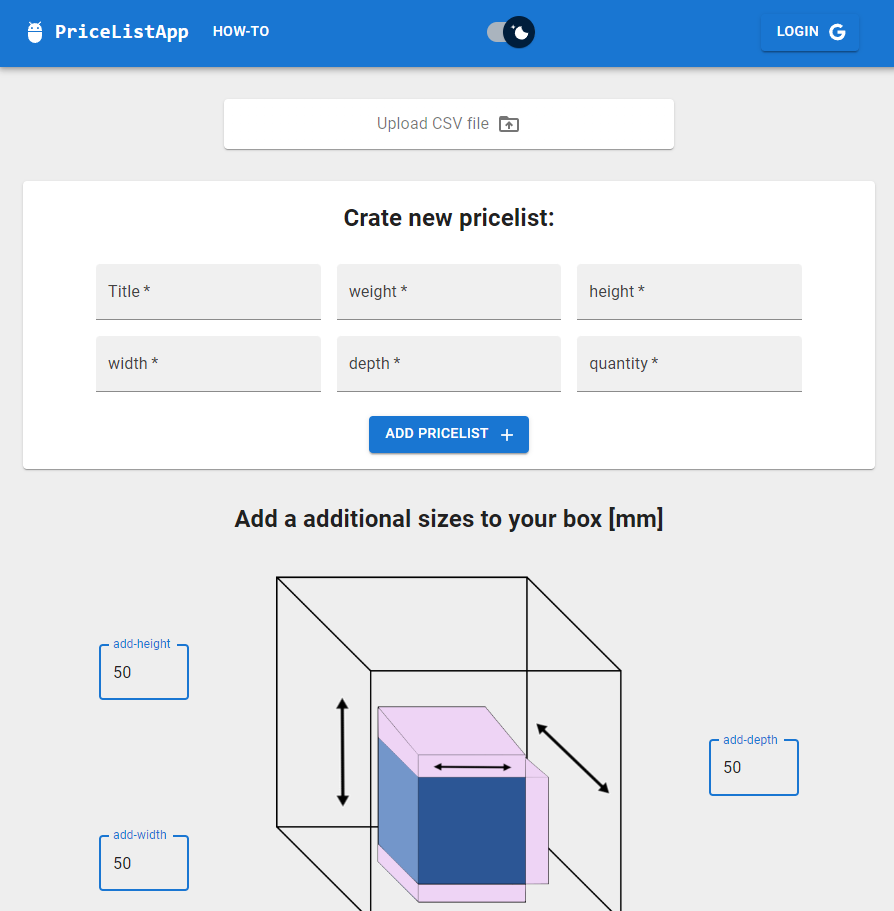 PriceListApp HOW-TO LOGIN
Upload CSV file
Crate new pricelist:
Title * weight * height *
width * depth * quantity *
ADD PRICELIST
Add a additional sizes to your box [mm]
add-height
50
add-depth
50
add-width
50